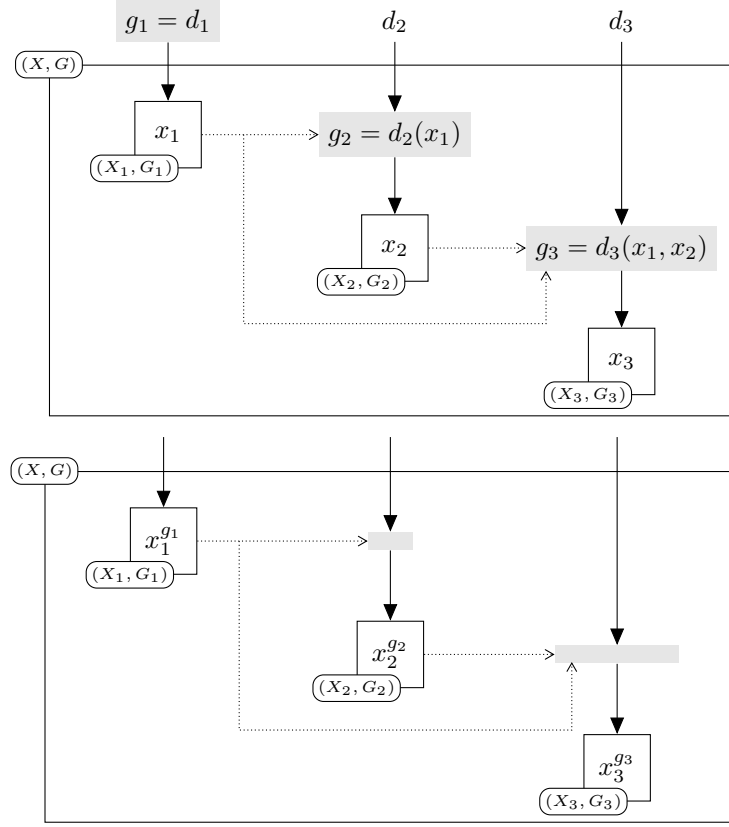 g₁ = d₁ d₂ d₃
(X, G)
x₁
g₂ = d₂(x₁)
(X₁, G₁)
x₂
g₃ = d₃(x₁, x₂)
(X₂, G₂)
x₃
(X₃, G₃)
(X, G)
x₁^{g₁}
(X₁, G₁)
x₂^{g₂}
(X₂, G₂)
x₃^{g₃}
(X₃, G₃)